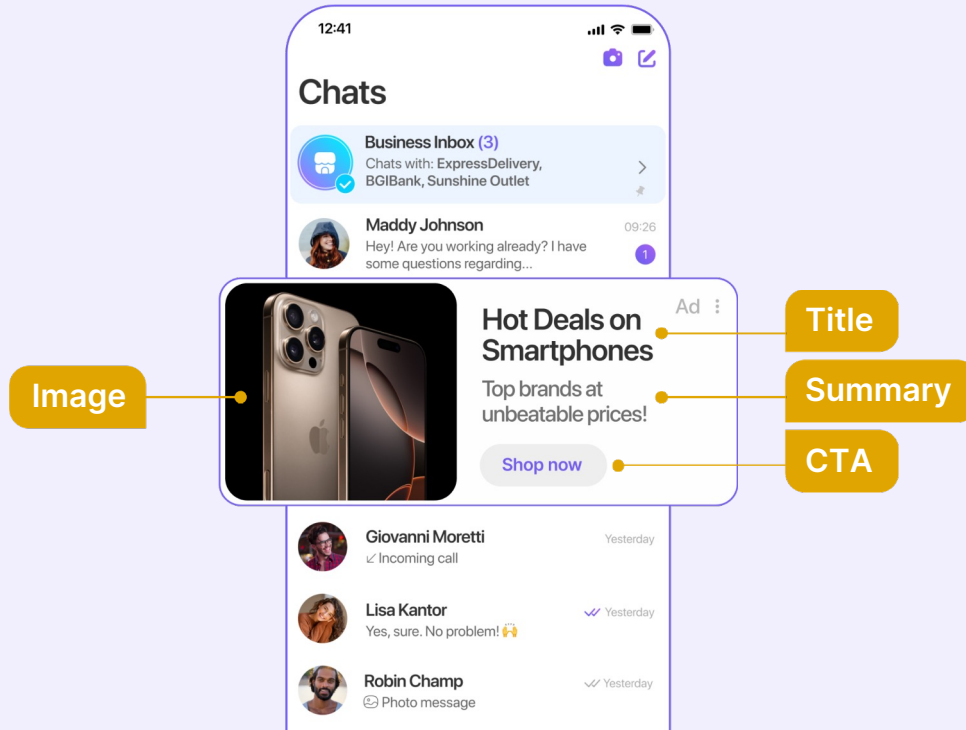 12:41
Chats
Business Inbox (3)
Chats with: ExpressDelivery,
BGIBank, Sunshine Outlet
Maddy Johnson
09:26
Hey! Are you working already? I have
some questions regarding...
1
Image
Hot Deals on
Smartphones
Ad
Top brands at
unbeatable prices!
Shop now
Title
Summary
CTA
Giovanni Moretti
Yesterday
Incoming call
Lisa Kantor
Yesterday
Yes, sure. No problem! 🙌
Robin Champ
Yesterday
Photo message